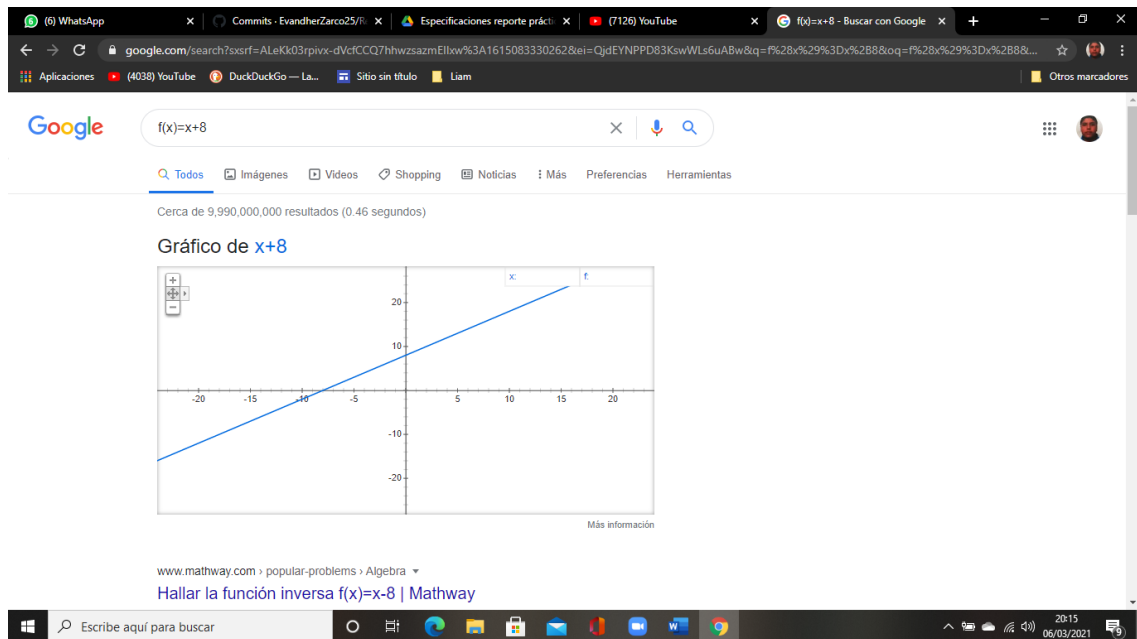 (6) WhatsApp
Commits · EvandherZarco25/R
Especificaciones reporte prácti
(7126) YouTube
f(x)=x+8 - Buscar con Google
google.com/search?sxsrf=ALeKk03rpivx-dVcfCCQ7hhwzsazmEIlxw%3A1615083330262&ei=QjdEYNPPD83KswWLs6uABw&q=f%28x%29%3Dx%2B8&oq=f%28x%29%3Dx%2B8&...
Aplicaciones
(4038) YouTube
DuckDuckGo — La...
Sitio sin título
Liam
Otros marcadores
Google
f(x)=x+8
Todos
Imágenes
Videos
Shopping
Noticias
Más
Preferencias
Herramientas
Cerca de 9,990,000,000 resultados (0.46 segundos)
Gráfico de x+8
x:
f:
20
10
-20 -15 -10 -5 5 10 15 20
-10
-20
Más información
www.mathway.com › popular-problems › Algebra
Hallar la función inversa f(x)=x-8 | Mathway
Escribe aquí para buscar
20:15
06/03/2021
9